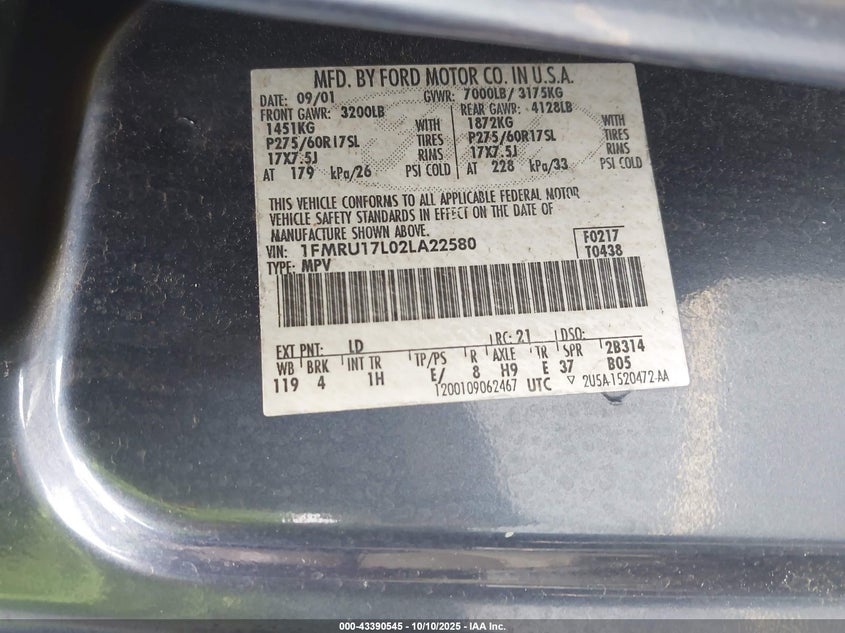 MFD. BY FORD MOTOR CO. IN U.S.A.
DATE: 09/01 GVWR: 7000LB/ 3175KG
FRONT GAWR: 3200LB REAR GAWR: 4128LB
1451KG WITH 1872KG WITH
P275/60R17SL TIRES P275/60R17SL TIRES
17X7.5J RIMS 17X7.5J RIMS
AT 179 kPa/26 PSI COLD AT 228 kPa/33 PSI COLD
THIS VEHICLE CONFORMS TO ALL APPLICABLE FEDERAL MOTOR
VEHICLE SAFETY STANDARDS IN EFFECT ON THE DATE OF
MANUFACTURE SHOWN ABOVE.
VIN: 1FMRU17L02LA22580 F0217
TYPE: MPV T0438
EXT PNT: LD RC: 21 DSO:
WB BRK INT TR TP/PS R AXLE TR SPR 2B314
119 4 1H E/ 8 H9 E 37 B05
1200109062467 UTC ▽ 2U5A-1520472-AA
000-43390545 - 10/10/2025 - IAA Inc.